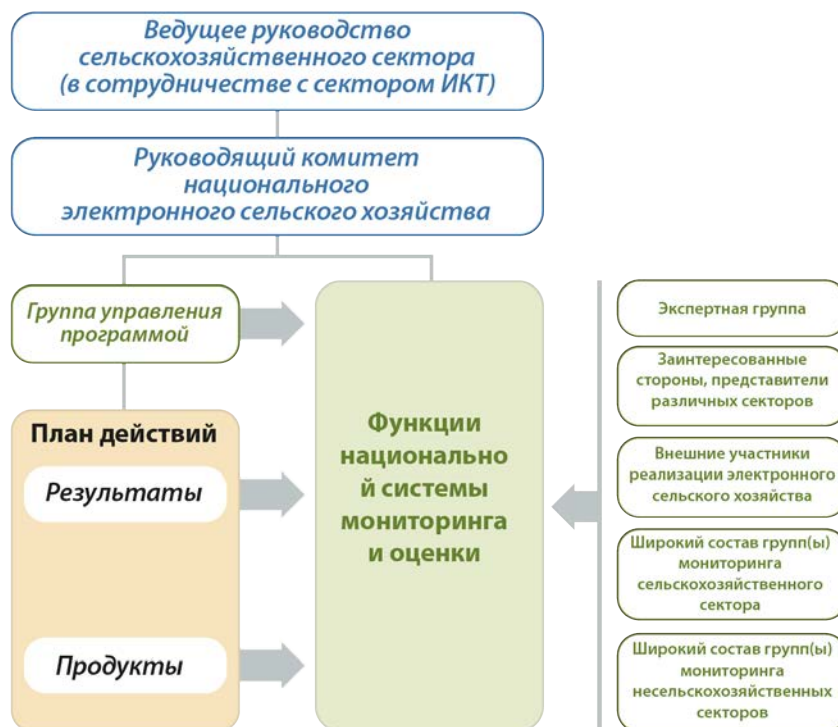 Ведущее руководство
сельскохозяйственного сектора
(в сотрудничестве с сектором ИКТ)
Руководящий комитет
национального
электронного сельского хозяйства
Группа управления
программой
План действий
Результаты
Продукты
Функции
национально
й системы
мониторинга
и оценки
Экспертная группа
Заинтересованные
стороны, представители
различных секторов
Внешние участники
реализации электронного
сельского хозяйства
Широкий состав групп(ы)
мониторинга
сельскохозяйственного
сектора
Широкий состав групп(ы)
мониторинга
несельскохозяйственных
секторов